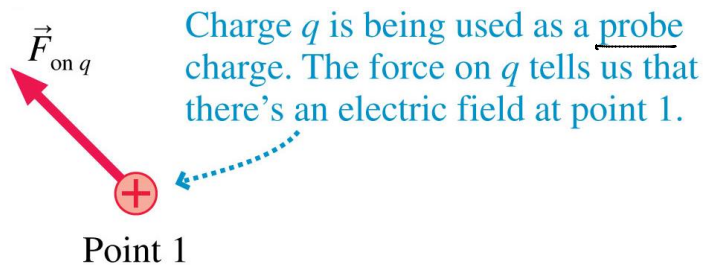 F⃗ on q
Charge q is being used as a probe
charge. The force on q tells us that
there's an electric field at point 1.
+
Point 1